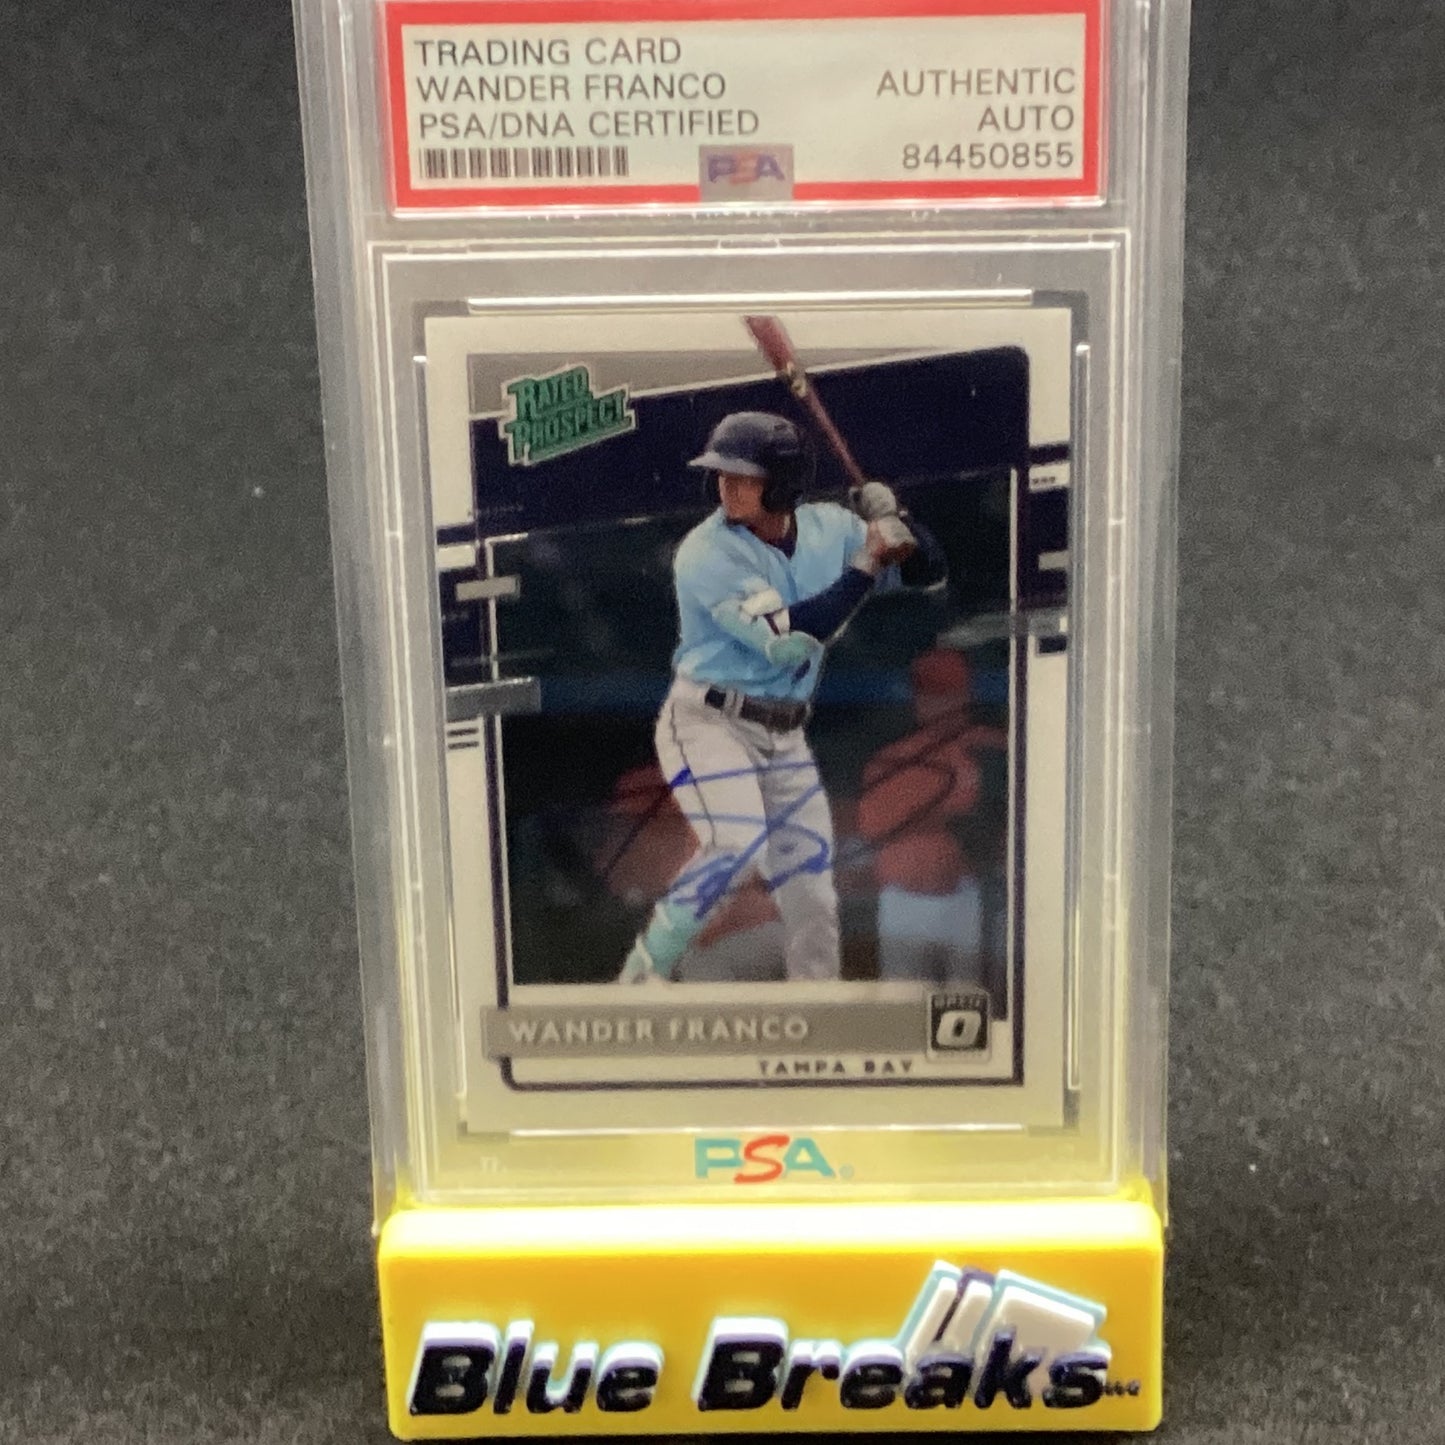 TRADING CARD
WANDER FRANCO
PSA/DNA CERTIFIED
AUTHENTIC
AUTO
84450855
PSA
RATED
PROSPECT
WANDER FRANCO
O
TAMPA BAY
PSA®
Blue Breaks